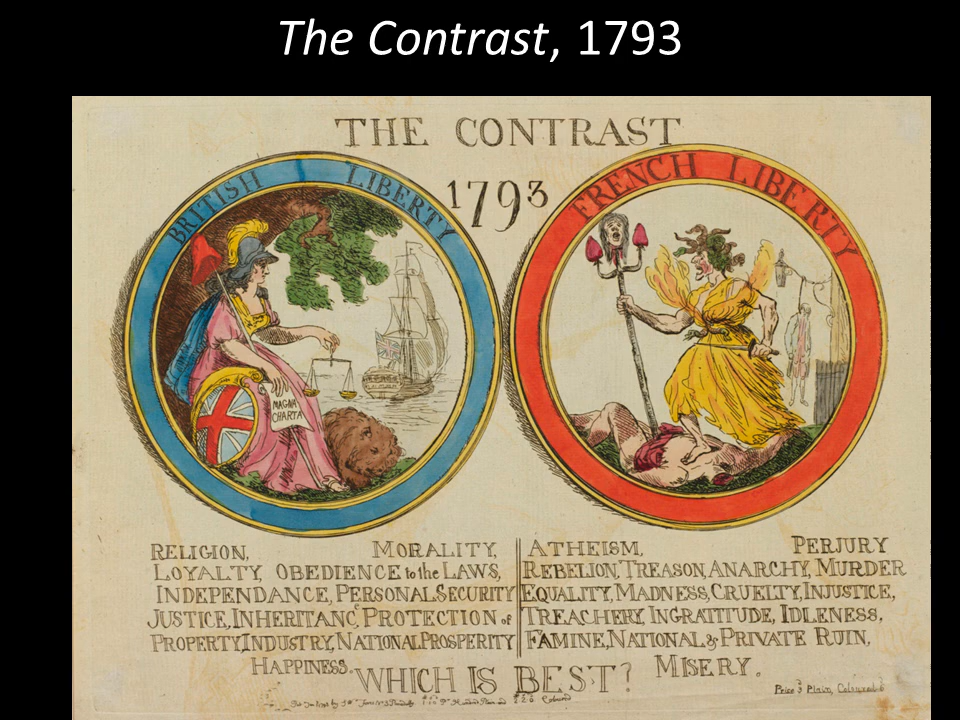 The Contrast, 1793
THE CONTRAST
1793
BRITISH LIBERTY
FRENCH LIBERTY
MAGNA
CHARTA
RELIGION, MORALITY,
LOYALTY, OBEDIENCE to the LAWS,
INDEPENDANCE, PERSONAL SECURITY
JUSTICE, INHERITANCe, PROTECTION of
PROPERTY, INDUSTRY, NATIONAL PROSPERITY
HAPPINESS.
ATHEISM, PERJURY
REBELION, TREASON, ANARCHY, MURDER
EQUALITY, MADNESS, CRUELTY, INJUSTICE,
TREACHERY, INGRATITUDE, IDLENESS,
FAMINE, NATIONAL & PRIVATE RUIN,
MISERY.
WHICH IS BEST?
Price 3 Plain, Coloured 6